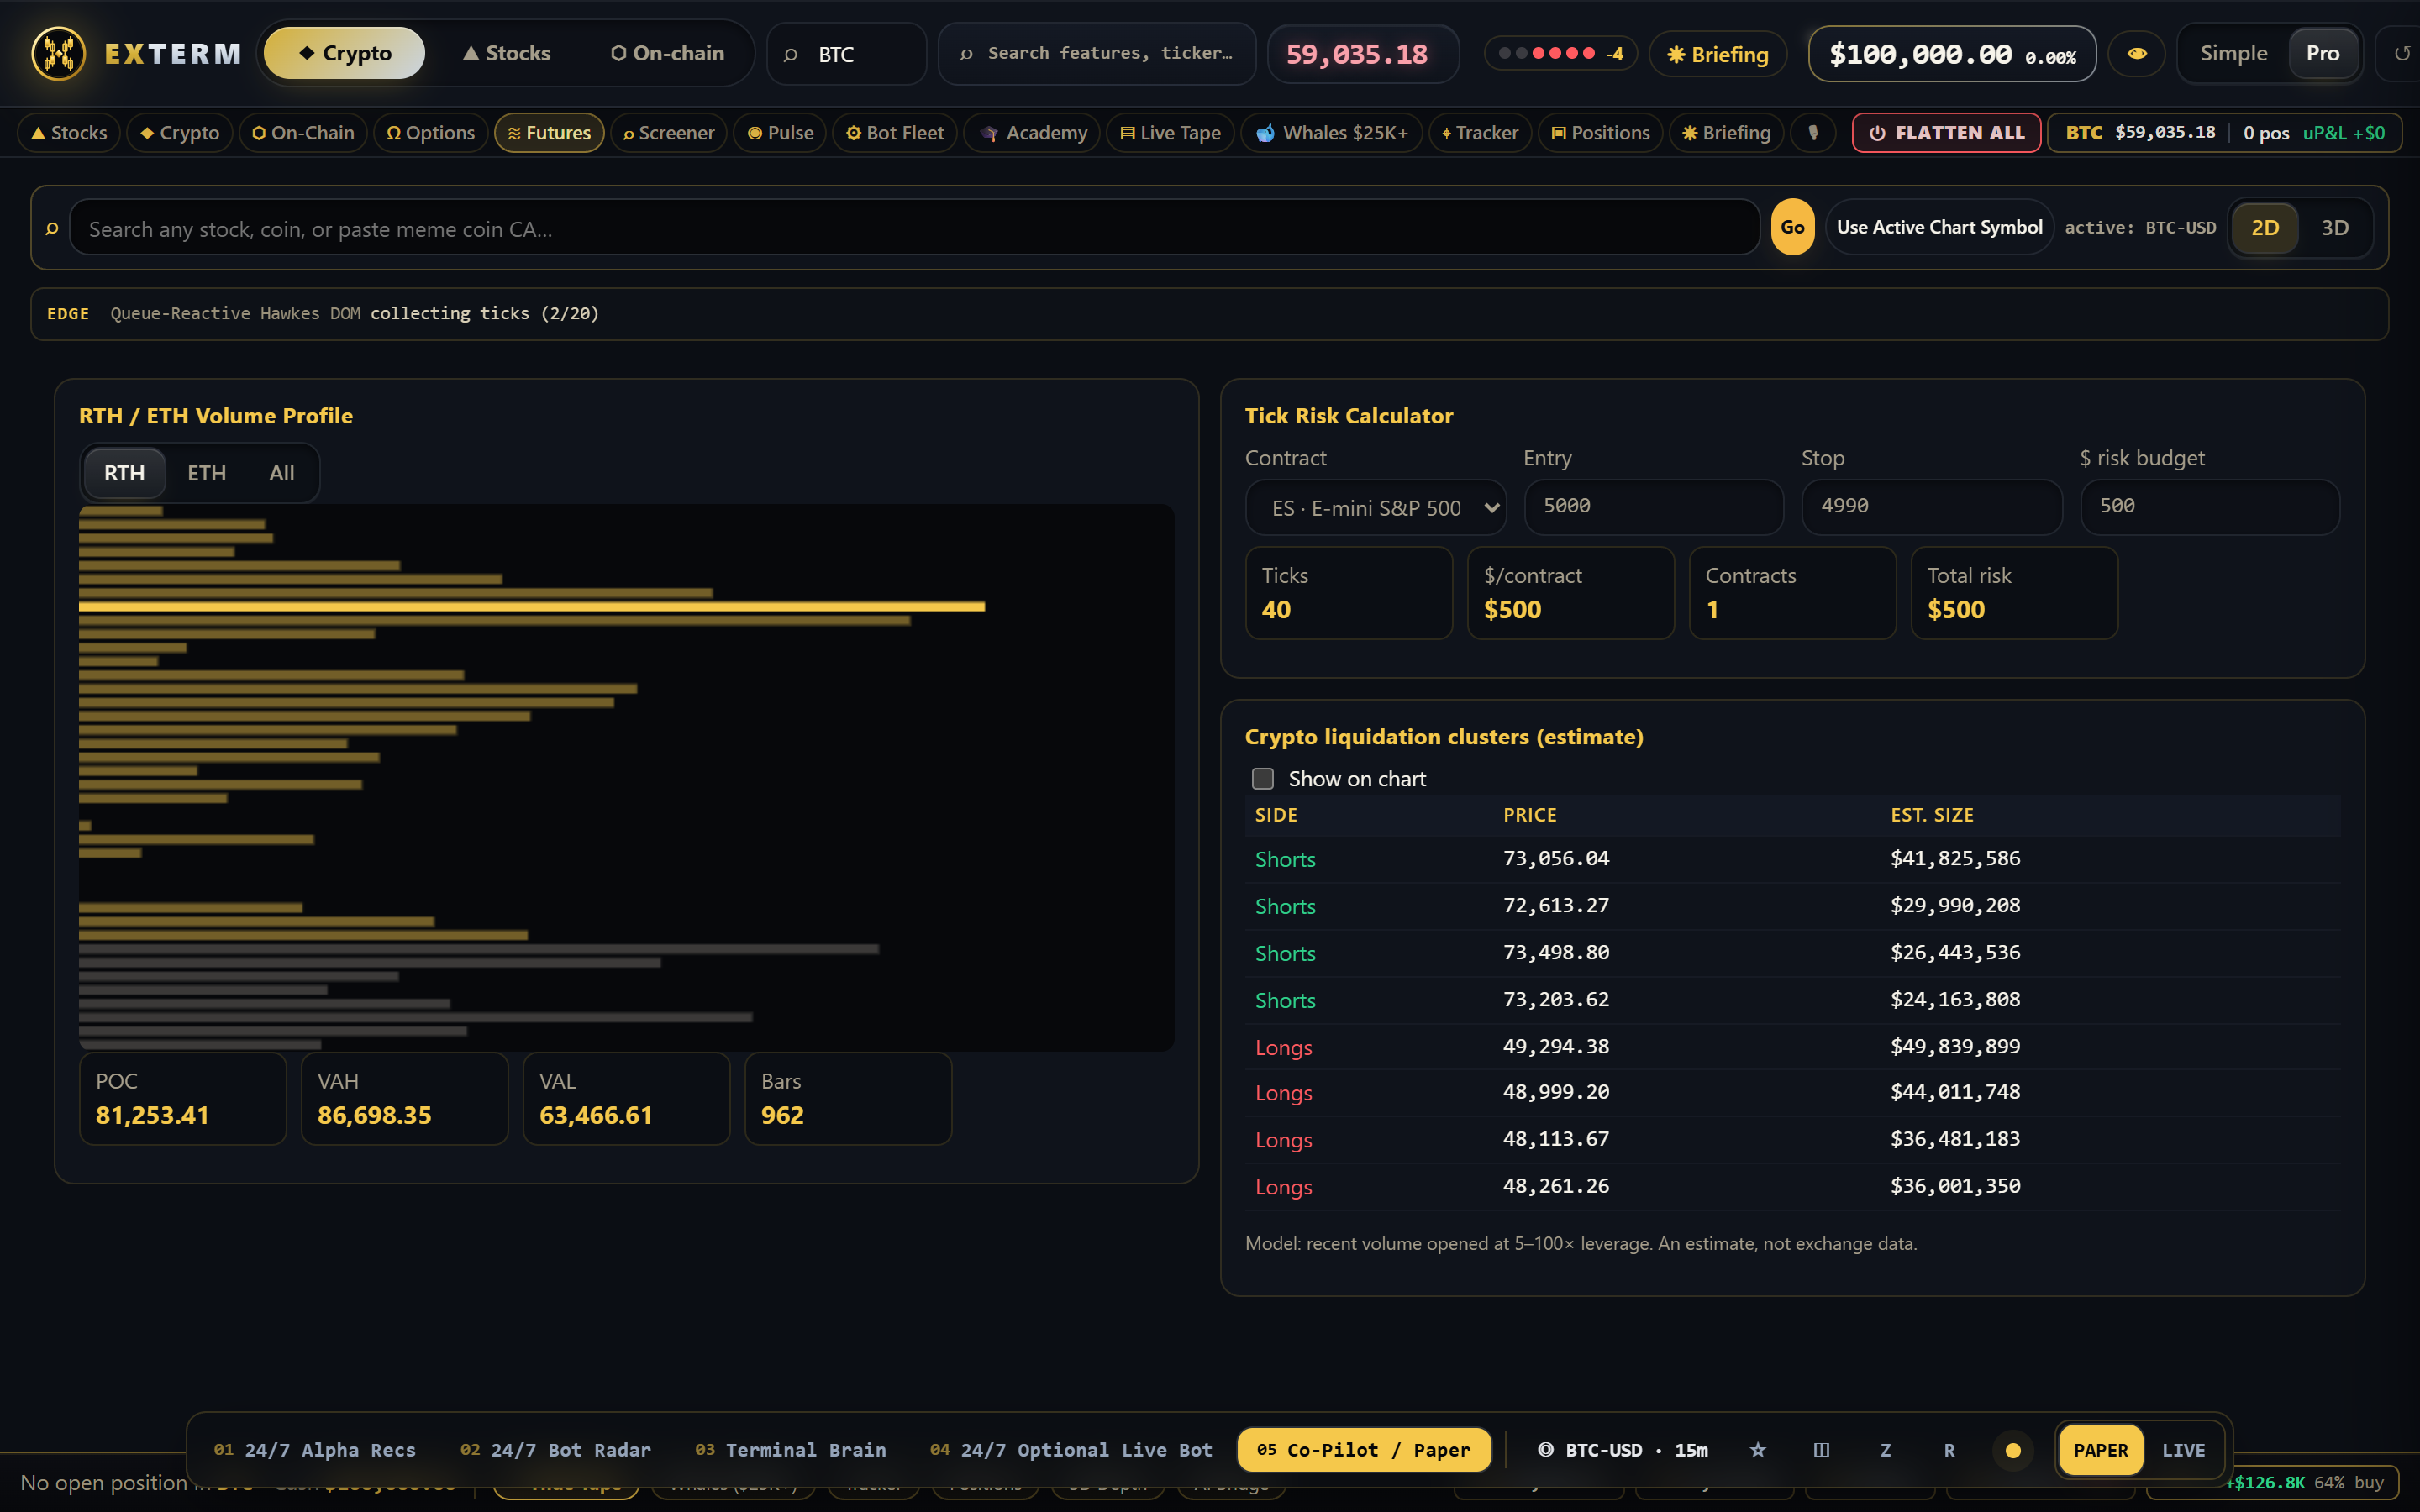 EXTERM
Crypto
Stocks
On-chain
BTC
Search features, ticker…
59,035.18
-4
Briefing
$100,000.00 0.00%
Simple
Pro
Stocks
Crypto
On-Chain
Options
Futures
Screener
Pulse
Bot Fleet
Academy
Live Tape
Whales $25K+
Tracker
Positions
Briefing
FLATTEN ALL
BTC $59,035.18 0 pos uP&L +$0
Search any stock, coin, or paste meme coin CA...
Go
Use Active Chart Symbol
active: BTC-USD
2D
3D
EDGE Queue-Reactive Hawkes DOM collecting ticks (2/20)
RTH / ETH Volume Profile
RTH ETH All
POC
81,253.41
VAH
86,698.35
VAL
63,466.61
Bars
962
Tick Risk Calculator
Contract Entry Stop $ risk budget
ES · E-mini S&P 500 5000 4990 500
Ticks
40
$/contract
$500
Contracts
1
Total risk
$500
Crypto liquidation clusters (estimate)
Show on chart
SIDE PRICE EST. SIZE
Shorts 73,056.04 $41,825,586
Shorts 72,613.27 $29,990,208
Shorts 73,498.80 $26,443,536
Shorts 73,203.62 $24,163,808
Longs 49,294.38 $49,839,899
Longs 48,999.20 $44,011,748
Longs 48,113.67 $36,481,183
Longs 48,261.26 $36,001,350
Model: recent volume opened at 5–100× leverage. An estimate, not exchange data.
01 24/7 Alpha Recs
02 24/7 Bot Radar
03 Terminal Brain
04 24/7 Optional Live Bot
05 Co-Pilot / Paper
BTC-USD · 15m
Z
R
PAPER
LIVE
No open position
+$126.8K 64% buy